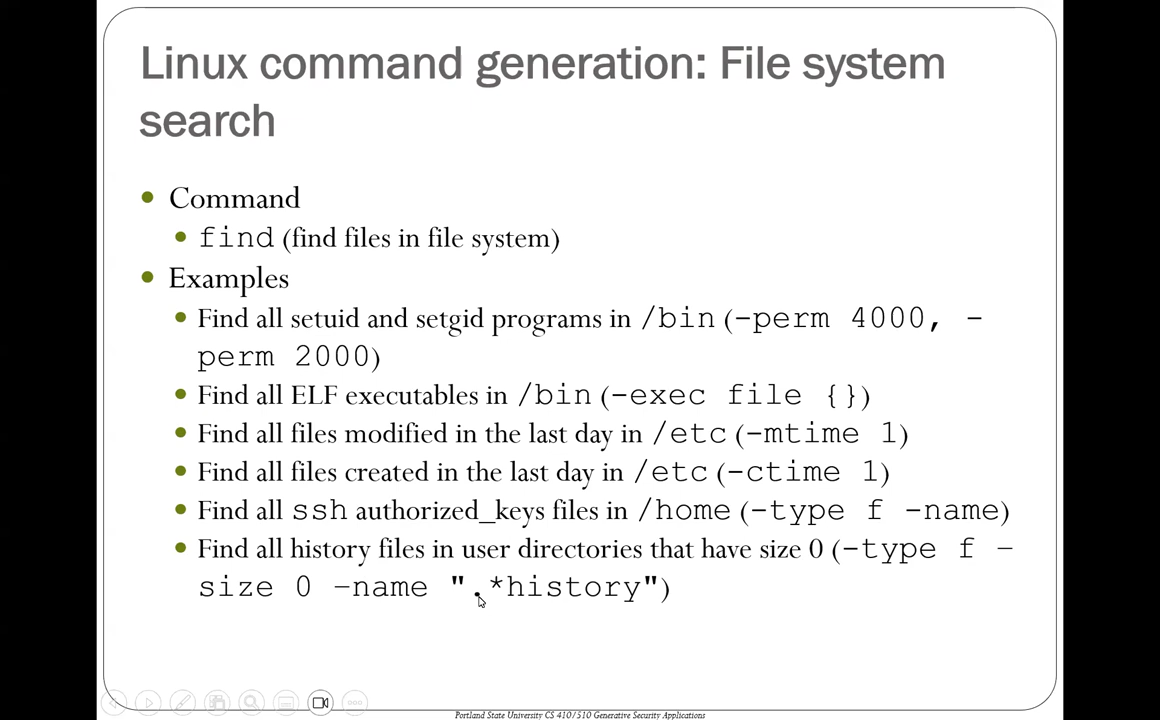 Linux command generation: File system
search
Command
find (find files in file system)
Examples
Find all setuid and setgid programs in /bin (-perm 4000, -
perm 2000)
Find all ELF executables in /bin (-exec file {})
Find all files modified in the last day in /etc (-mtime 1)
Find all files created in the last day in /etc (-ctime 1)
Find all ssh authorized_keys files in /home (-type f -name)
Find all history files in user directories that have size 0 (-type f –
size 0 –name ".*history")
Portland State University CS 410/510 Generative Security Applications